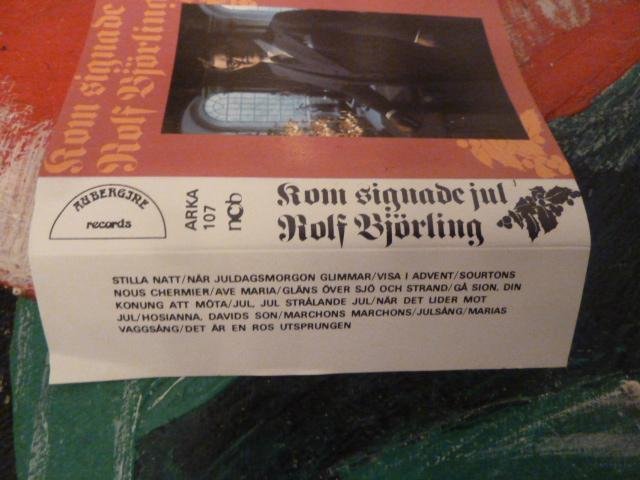 Kom signade
Rolf Björling
AUBERGINE
records
ARKA
107
ncb
Kom signade jul
Rolf Björling
STILLA NATT/NÄR JULDAGSMORGON GLIMMAR/VISA I ADVENT/SOURTONS
NOUS CHERMIER/AVE MARIA/GLÄNS ÖVER SJÖ OCH STRAND/GÅ SION, DIN
KONUNG ATT MÖTA/JUL, JUL STRÅLANDE JUL/NÄR DET LIDER MOT
JUL/HOSIANNA, DAVIDS SON/MARCHONS MARCHONS/JULSÅNG/MARIAS
VAGGSÅNG/DET ÄR EN ROS UTSPRUNGEN